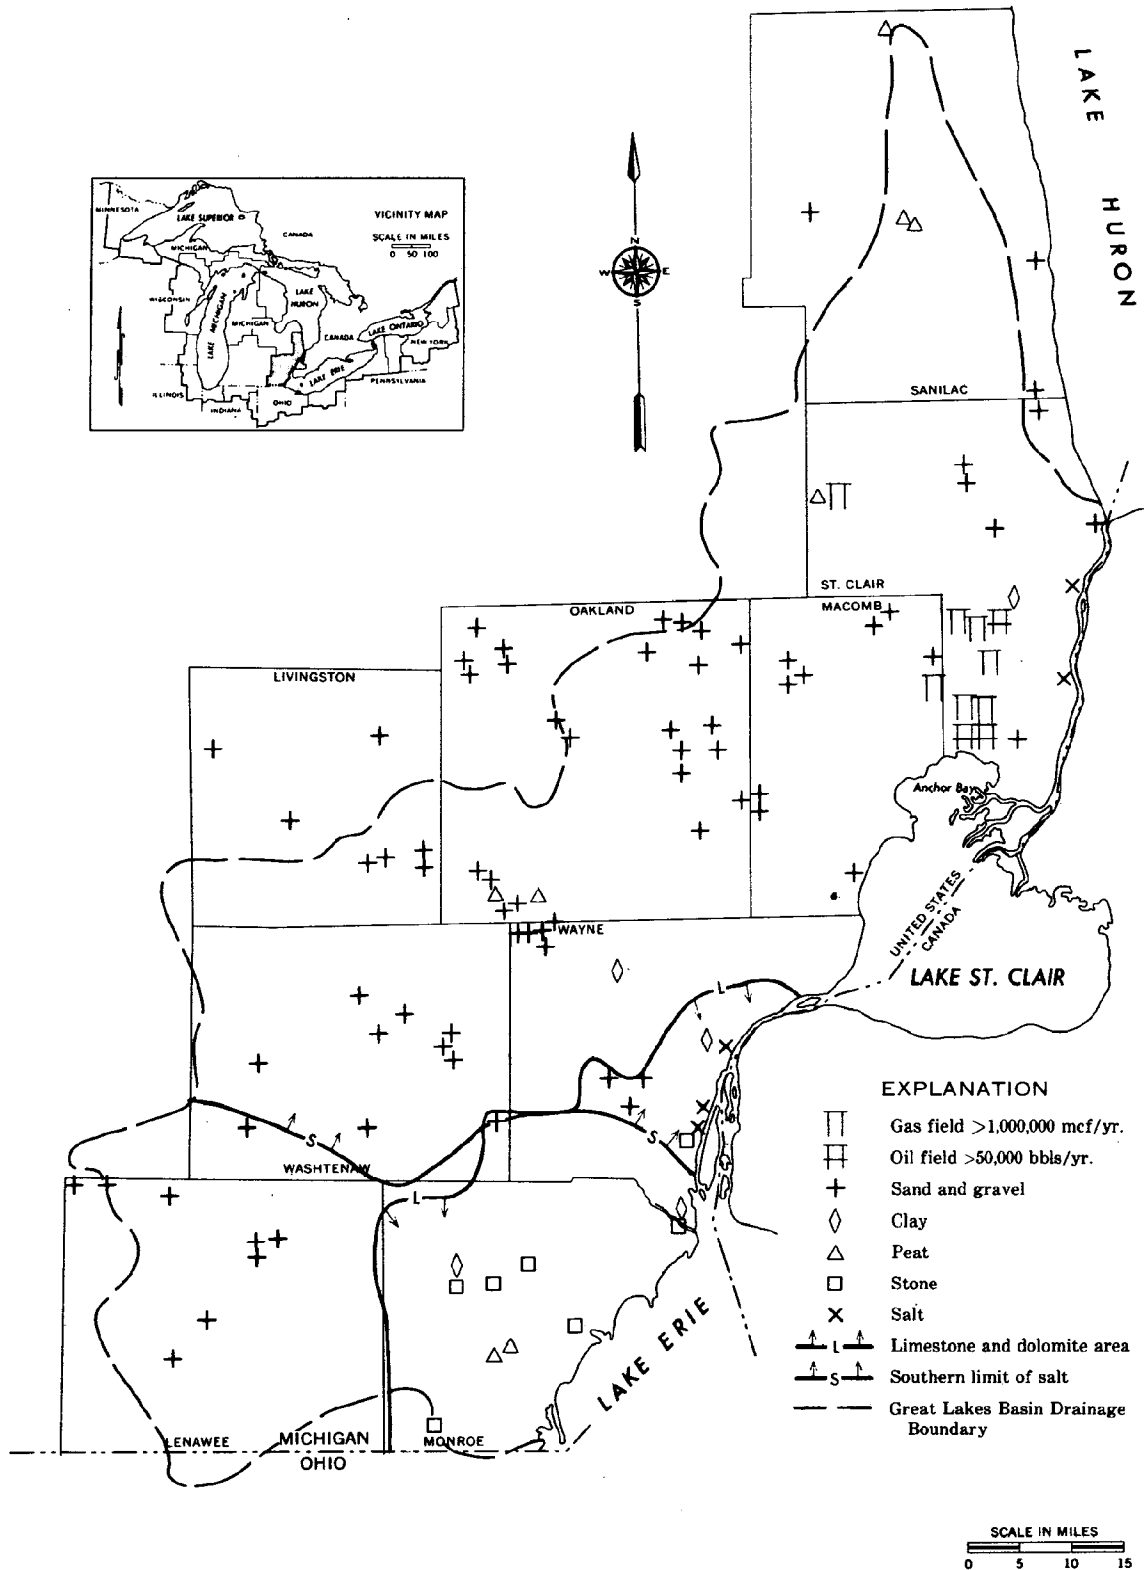 LAKE HURON
VICINITY MAP
SCALE IN MILES
0 50 100
MINNESOTA
LAKE SUPERIOR
CANADA
MICHIGAN
WISCONSIN
LAKE MICHIGAN
LAKE HURON
MICHIGAN
CANADA
LAKE ONTARIO
NEW YORK
LAKE ERIE
PENNSYLVANIA
ILLINOIS
INDIANA
OHIO
N
W E
S
SANILAC
ST. CLAIR
OAKLAND
MACOMB
LIVINGSTON
Anchor Bay
WAYNE
UNITED STATES
CANADA
LAKE ST. CLAIR
L
S
S
WASHTENAW
L
LAKE ERIE
LENAWEE
MICHIGAN
MONROE
OHIO
EXPLANATION
Gas field >1,000,000 mcf/yr.
Oil field >50,000 bbls/yr.
Sand and gravel
Clay
Peat
Stone
Salt
L Limestone and dolomite area
S Southern limit of salt
Great Lakes Basin Drainage
Boundary
SCALE IN MILES
0 5 10 15